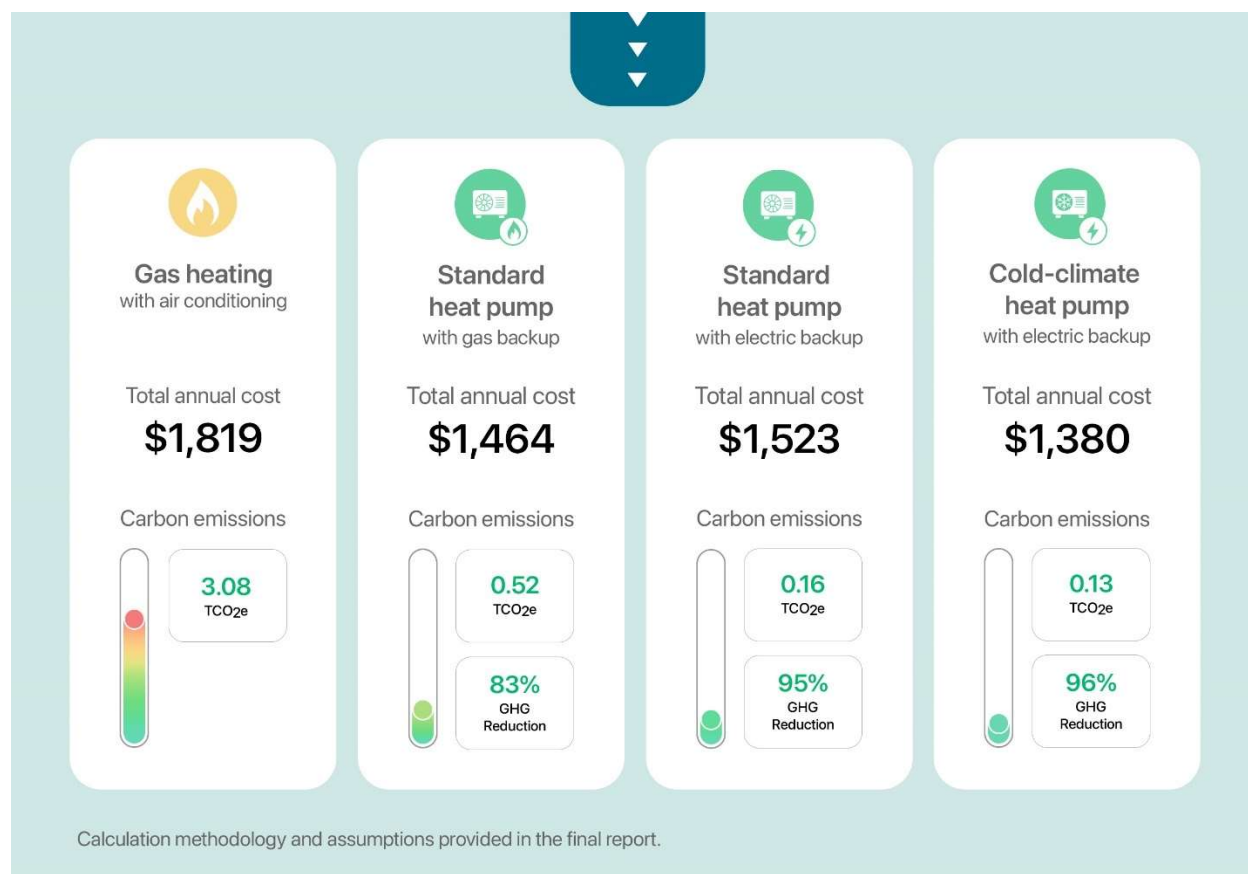 Gas heating
with air conditioning
Total annual cost
$1,819
Carbon emissions
3.08
TCO2e
Standard
heat pump
with gas backup
Total annual cost
$1,464
Carbon emissions
0.52
TCO2e
83%
GHG
Reduction
Standard
heat pump
with electric backup
Total annual cost
$1,523
Carbon emissions
0.16
TCO2e
95%
GHG
Reduction
Cold-climate
heat pump
with electric backup
Total annual cost
$1,380
Carbon emissions
0.13
TCO2e
96%
GHG
Reduction
Calculation methodology and assumptions provided in the final report.